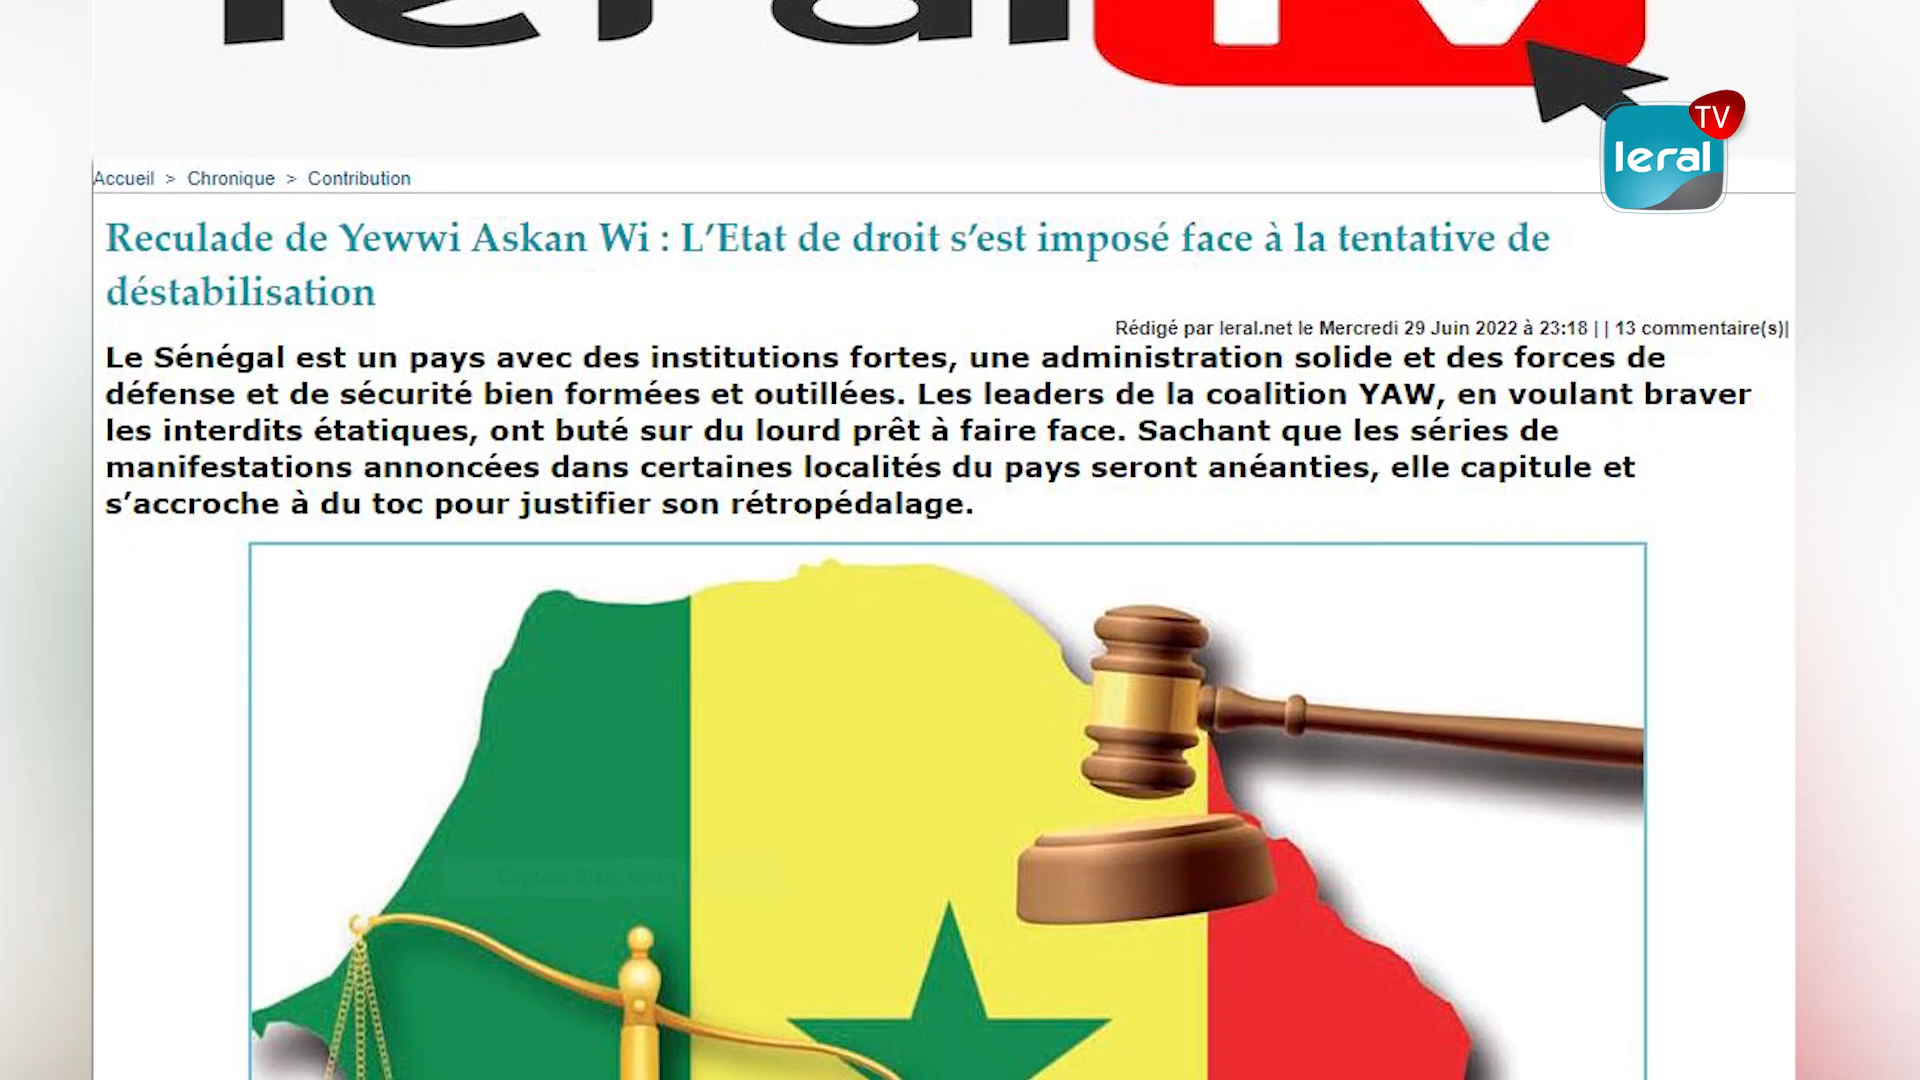 leral TV
TV
leral
Accueil > Chronique > Contribution
Reculade de Yewwi Askan Wi : L’Etat de droit s’est imposé face à la tentative de
déstabilisation
Rédigé par leral.net le Mercredi 29 Juin 2022 à 23:18 | | 13 commentaire(s)|
Le Sénégal est un pays avec des institutions fortes, une administration solide et des forces de
défense et de sécurité bien formées et outillées. Les leaders de la coalition YAW, en voulant braver
les interdits étatiques, ont buté sur du lourd prêt à faire face. Sachant que les séries de
manifestations annoncées dans certaines localités du pays seront anéanties, elle capitule et
s’accroche à du toc pour justifier son rétropédalage.